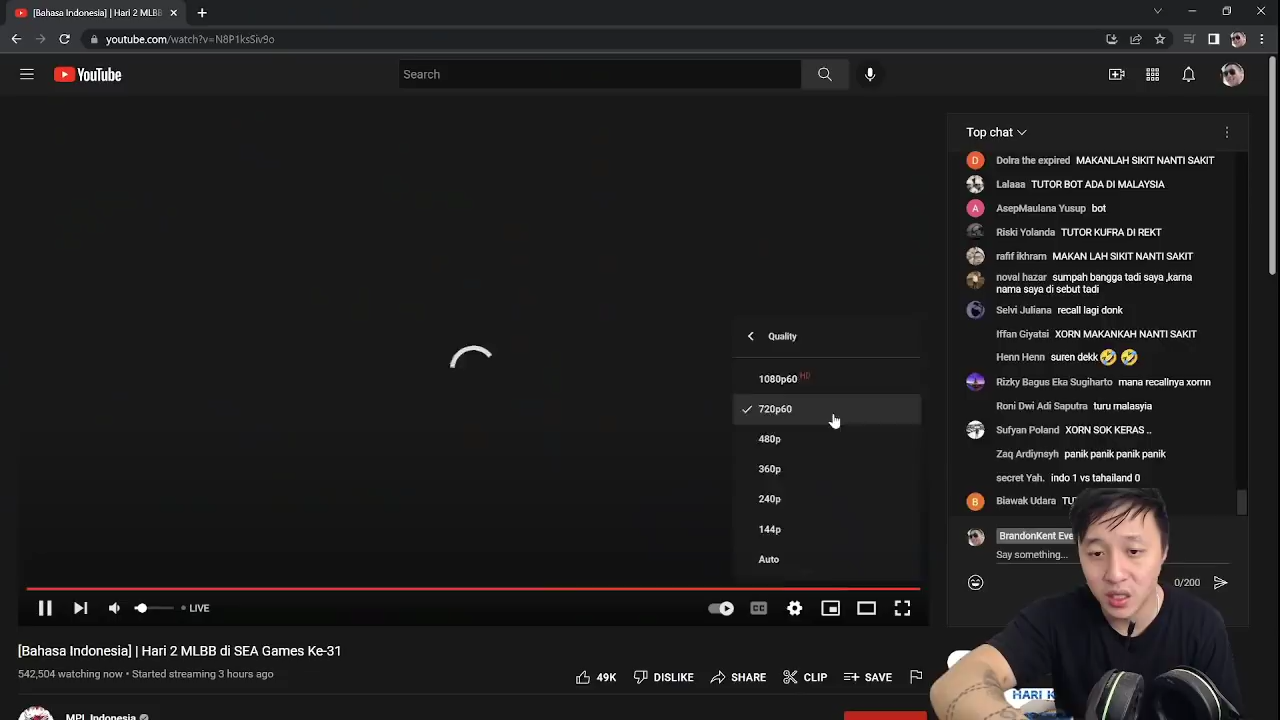 [Bahasa Indonesia] | Hari 2 MLBB
youtube.com/watch?v=N8P1ksSiv9o
YouTube
Search
Top chat
Dolra the expired MAKANLAH SIKIT NANTI SAKIT
Lalaaa TUTOR BOT ADA DI MALAYSIA
AsepMaulana Yusup bot
Riski Yolanda TUTOR KUFRA DI REKT
rafif ikhram MAKAN LAH SIKIT NANTI SAKIT
noval hazar sumpah bangga tadi saya ,karna
nama saya di sebut tadi
Selvi Juliana recall lagi donk
Iffan Giyatsi XORN MAKANKAH NANTI SAKIT
Henn Henn suren dekk 🤣🤣
Rizky Bagus Eka Sugiharto mana recallnya xornn
Roni Dwi Adi Saputra turu malasyia
Sufyan Poland XORN SOK KERAS ..
Zaq Ardiynsyh panik panik panik panik
secret Yah. indo 1 vs tahailand 0
Biawak Udara
BrandonKent Eve
Say something...
0/200
Quality
1080p60 HD
720p60
480p
360p
240p
144p
Auto
LIVE
CC
[Bahasa Indonesia] | Hari 2 MLBB di SEA Games Ke-31
542,504 watching now • Started streaming 3 hours ago
49K DISLIKE SHARE CLIP SAVE
MPL Indonesia
HARI